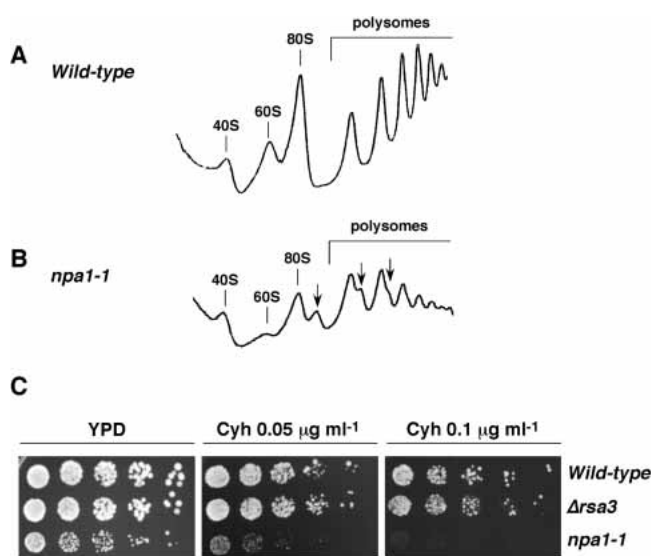 A
Wild-type
40S
60S
80S
polysomes
B
npa1-1
40S
60S
80S
polysomes
C
YPD
Cyh 0.05 μg ml-1
Cyh 0.1 μg ml-1
Wild-type
Δrsa3
npa1-1